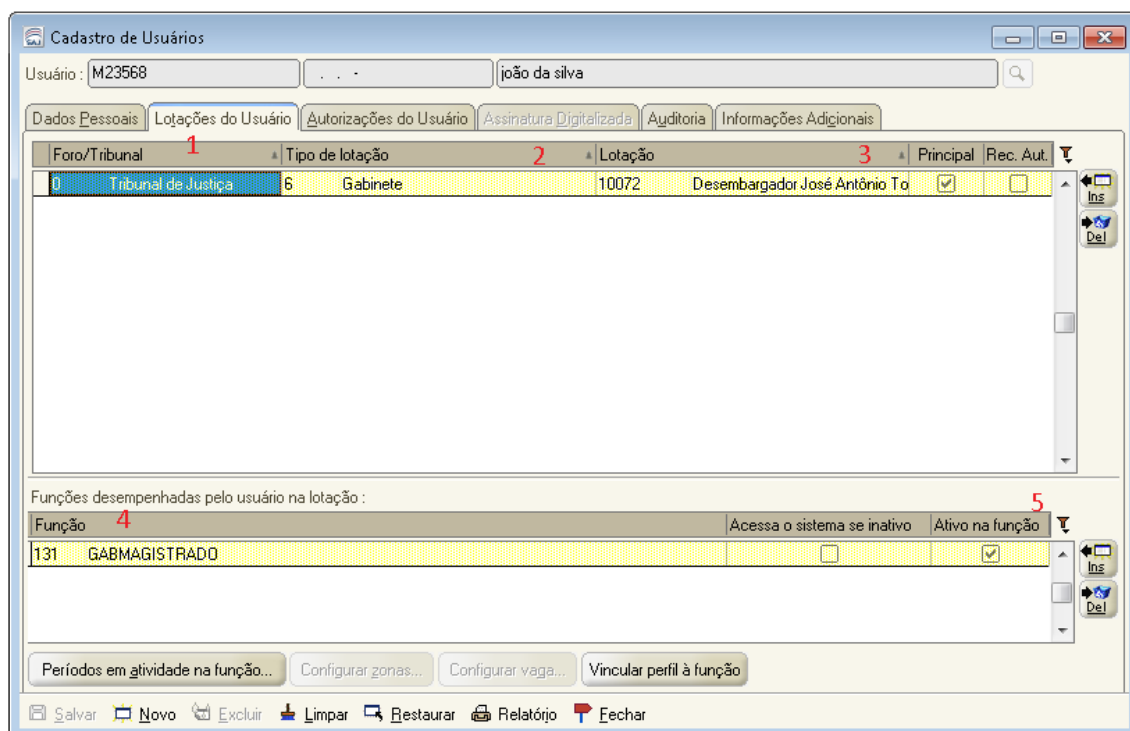 SAJ Cadastro de Usuários
Usuário : M23568 . . - joão da silva
Dados Pessoais Lotações do Usuário Autorizações do Usuário Assinatura Digitalizada Auditoria Informações Adicionais
1 2 3
Foro/Tribunal Tipo de lotação Lotação Principal Rec. Aut.
0 Tribunal de Justiça 6 Gabinete 10072 Desembargador José Antônio To
Ins
Del
Funções desempenhadas pelo usuário na lotação :
4 5
Função Acessa o sistema se inativo Ativo na função
131 GABMAGISTRADO
Ins
Del
Períodos em atividade na função... Configurar zonas... Configurar vaga... Vincular perfil à função
Salvar Novo Excluir Limpar Restaurar Relatório Fechar